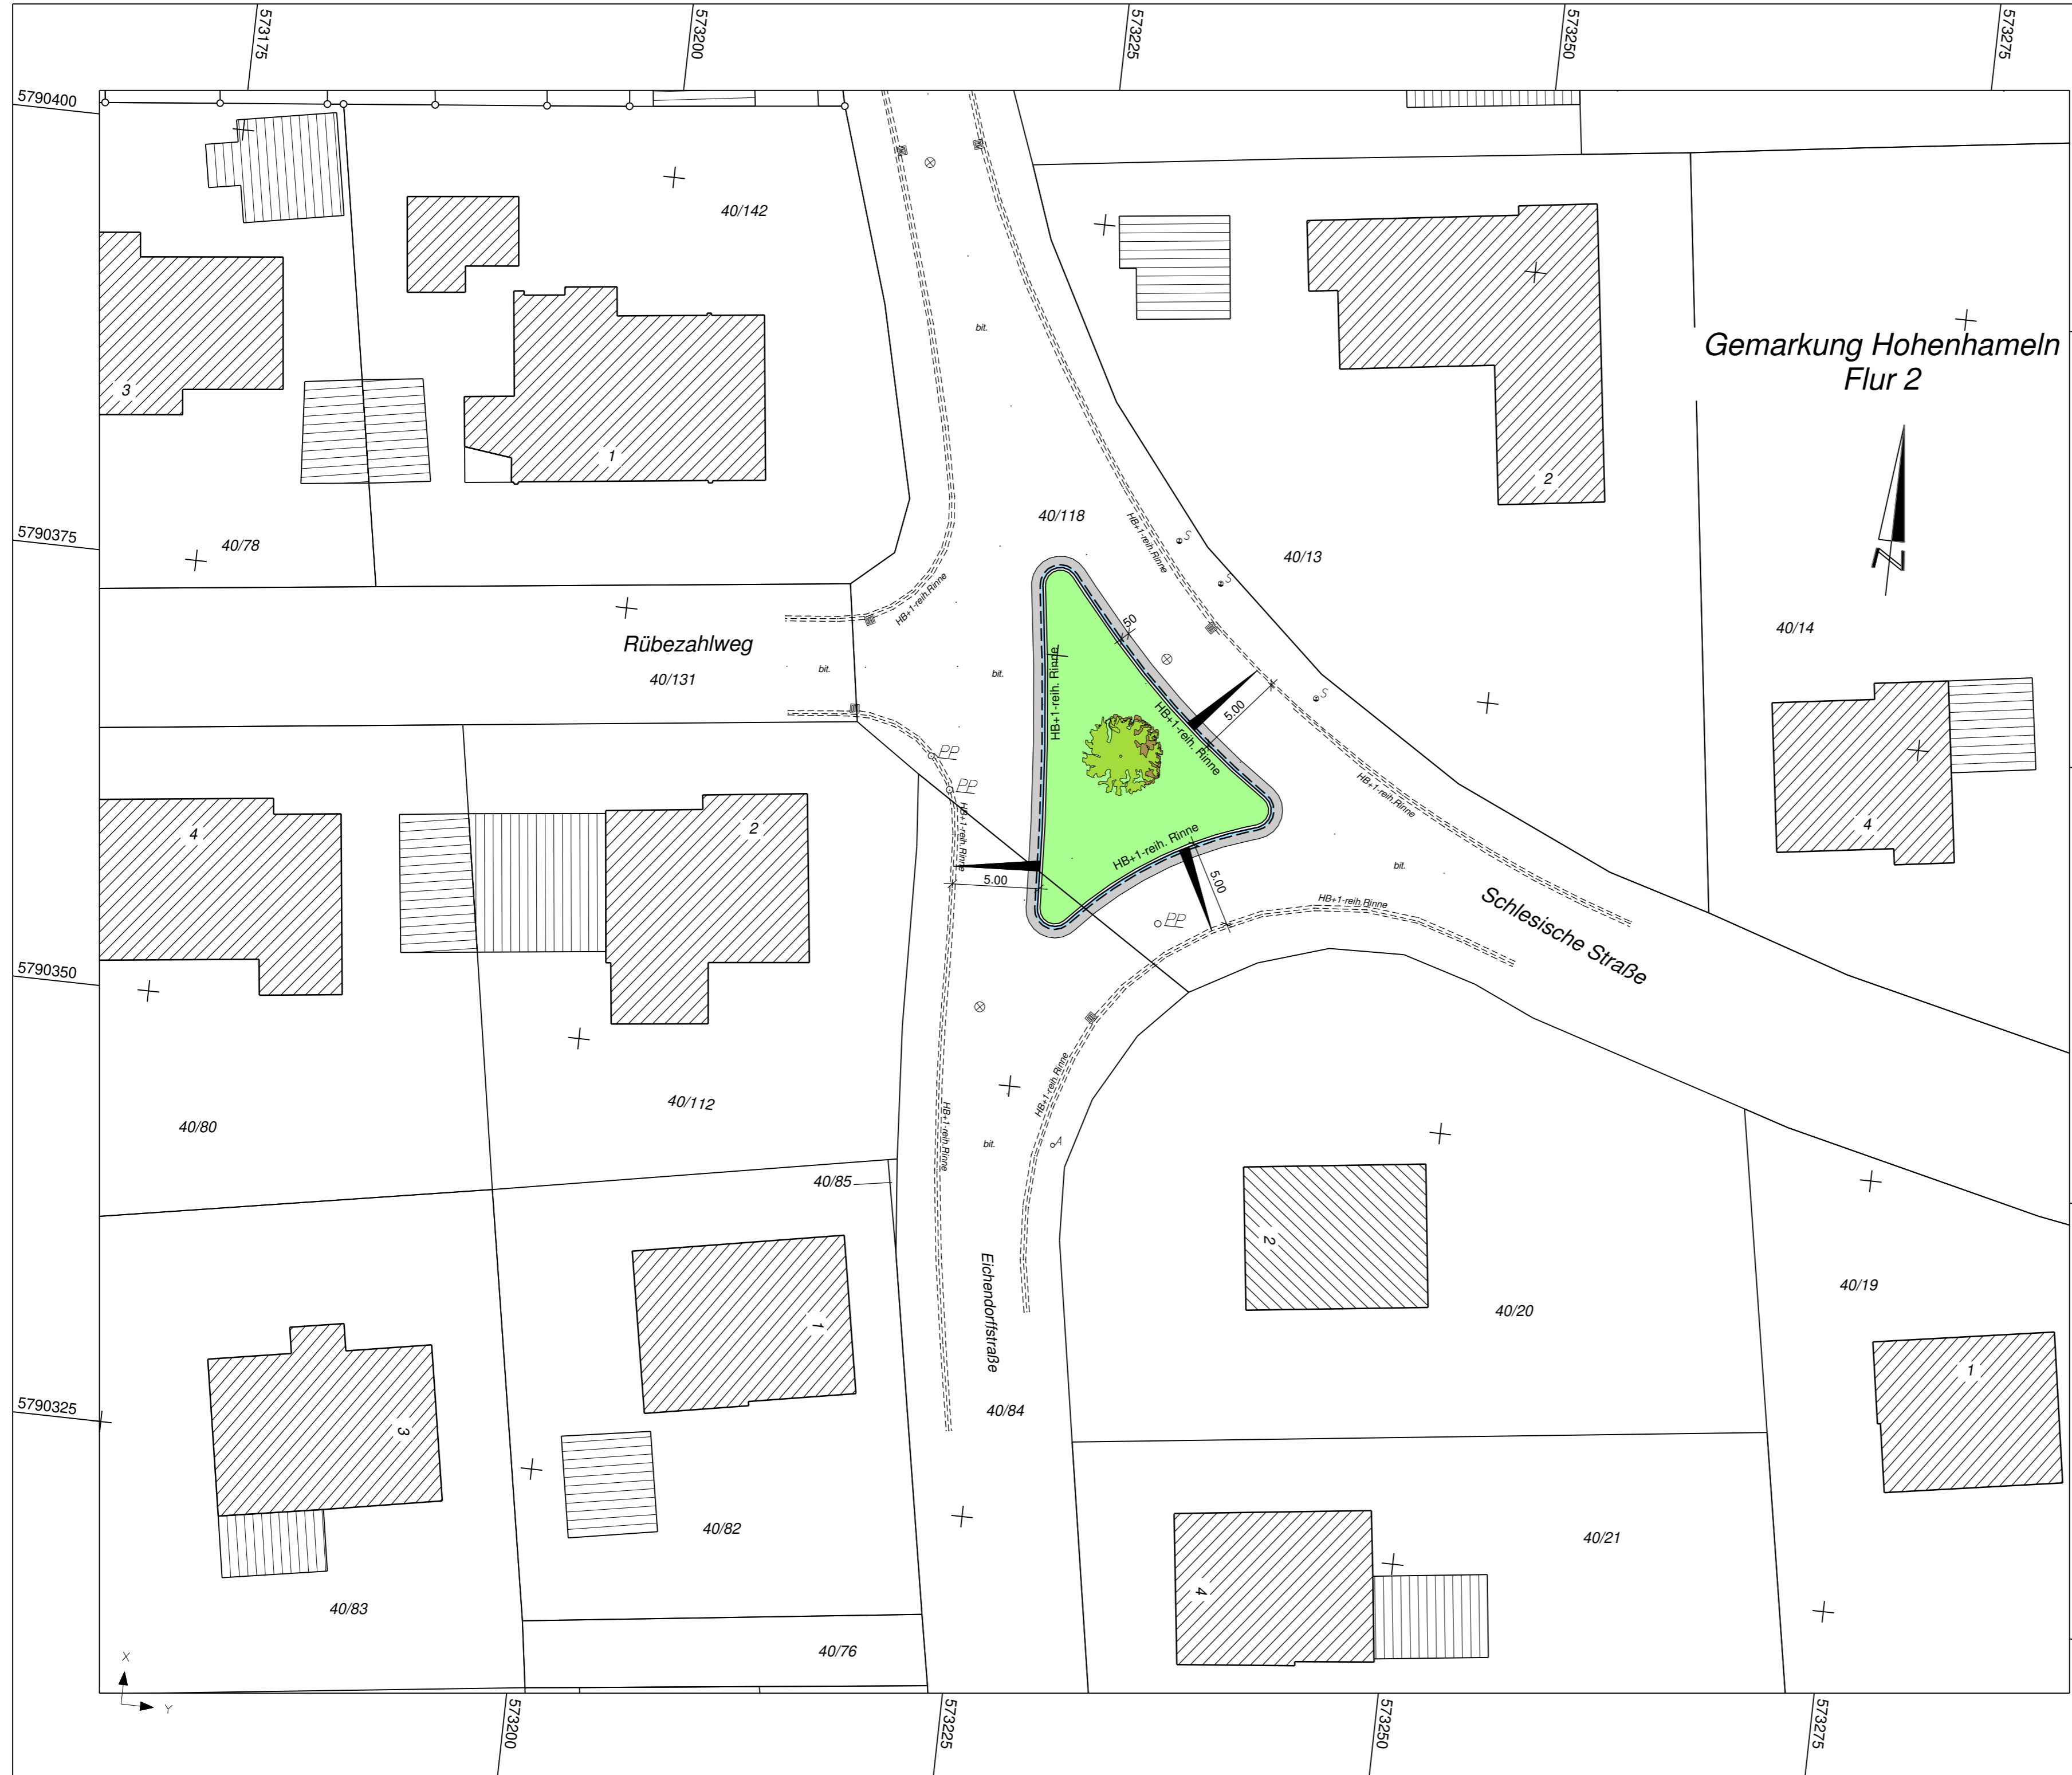 573175
573200
573225
573250
573275
5790400
40/142
Gemarkung Hohenhameln
Flur 2
bit.
3
1
2
40/118
HB+1-reih.Rinne
S
5790375
40/78
40/13
S
HB+1-reih.Rinne
50
N
40/14
Rübezahlweg
40/131
bit.
bit.
HB+1-reih. Rinne
HB+1-reih. Rinne
5.00
S
PP
PP
HB+1-reih.Rinne
HB+1-reih.Rinne
4
2
4
HB+1-reih. Rinne
bit.
5.00
5.00
PP
HB+1-reih.Rinne
Schlesische Straße
5790350
HB+1-reih.Rinne
HB+1-reih.Rinne
40/80
40/112
bit.
A
40/85
2
Eichendorffstraße
40/19
40/20
1
1
3
40/84
5790325
40/82
40/21
4
40/83
40/76
X
Y
573200
573225
573250
573275